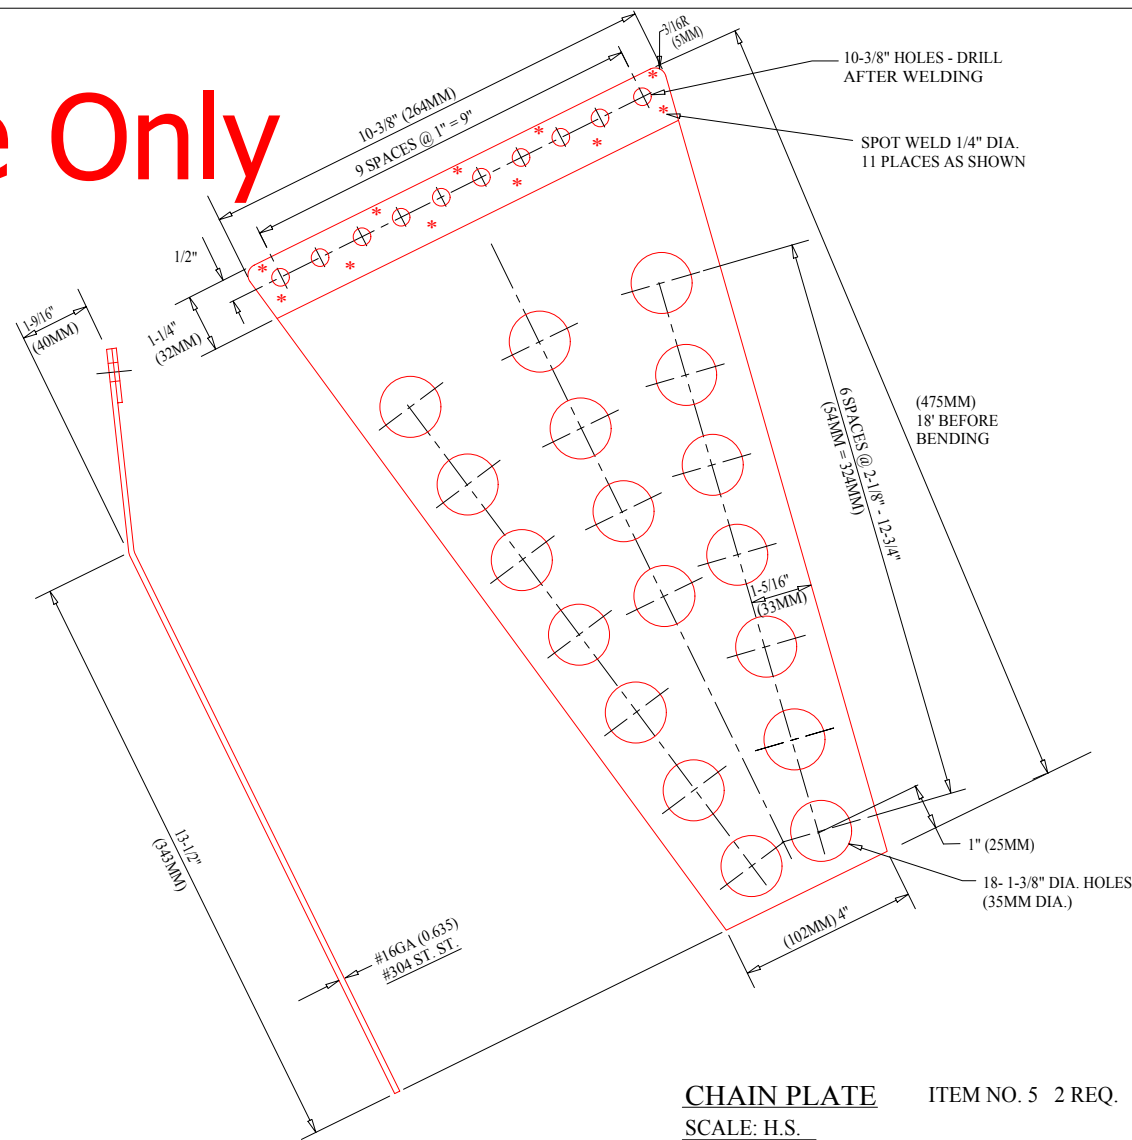 e Only
3/16R
(5MM)
10-3/8" HOLES - DRILL
AFTER WELDING
10-3/8" (264MM)
9 SPACES @ 1" = 9"
SPOT WELD 1/4" DIA.
11 PLACES AS SHOWN
1/2"
1-9/16"
(40MM)
1-1/4"
(32MM)
(475MM)
18' BEFORE
BENDING
6 SPACES @ 2-1/8" - 12-3/4"
(54MM = 324MM)
1-5/16"
(33MM)
13-1/2"
(343MM)
1" (25MM)
18- 1-3/8" DIA. HOLES
(35MM DIA.)
(102MM) 4"
#16GA (0.635)
#304 ST. ST.
CHAIN PLATE ITEM NO. 5 2 REQ.
SCALE: H.S.